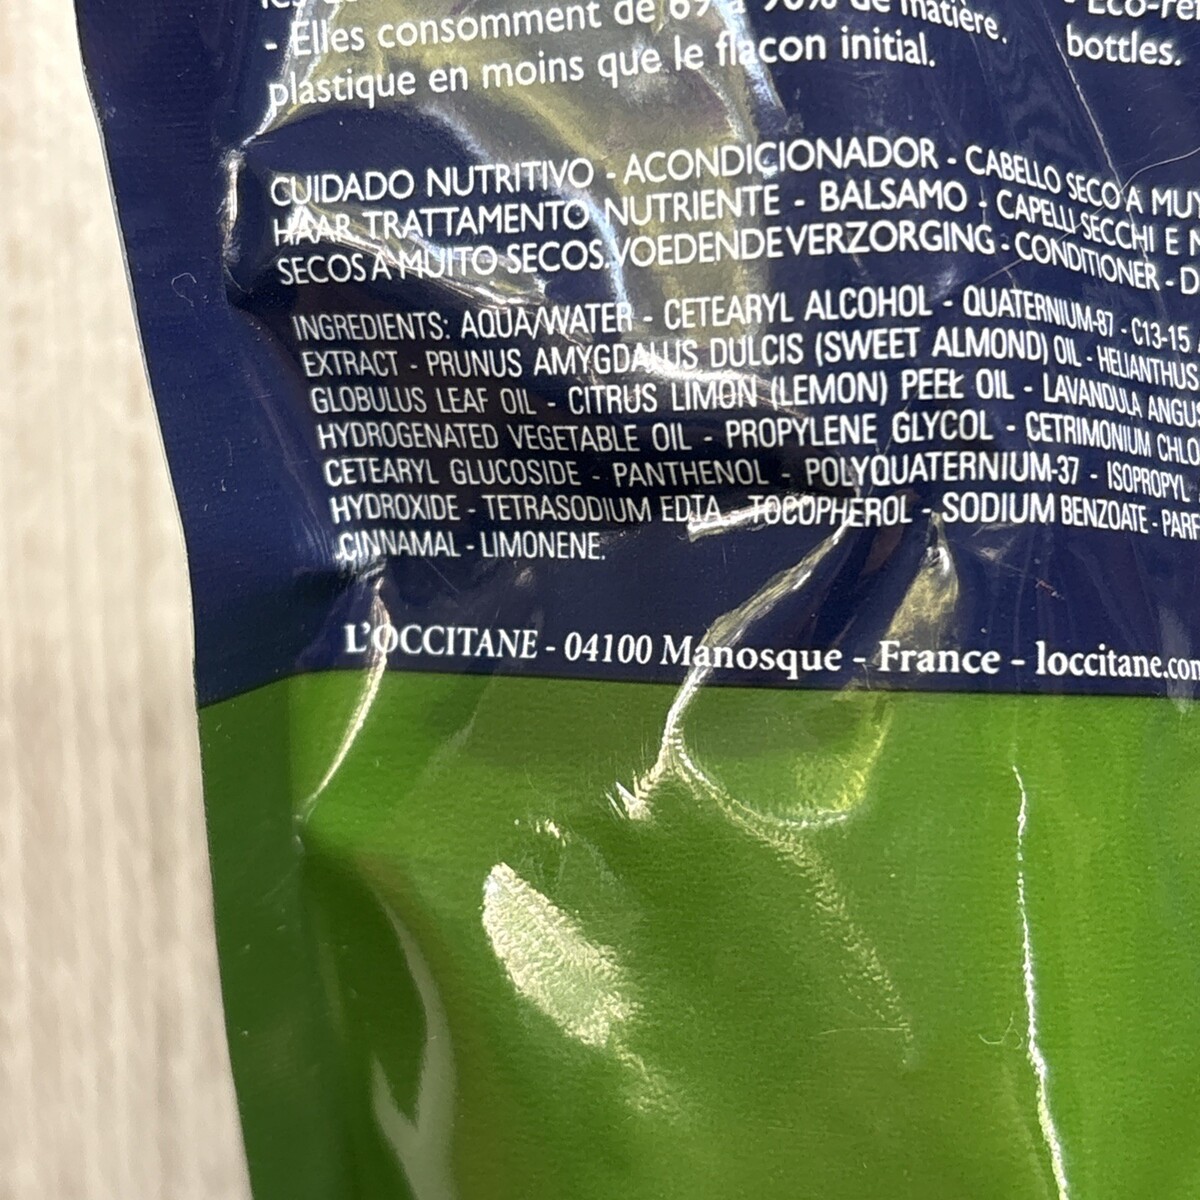 - Elles consomment de 69 à 90% de matière.
plastique en moins que le flacon initial.
bottles.
CUIDADO NUTRITIVO - ACONDICIONADOR - CABELLO SECO A MUY
HAAR. TRATTAMENTO NUTRIENTE - BALSAMO - CAPELLI SECCHI E
SECOS A MUITO SECOS. VOEDENDE VERZORGING - CONDITIONER -
INGREDIENTS: AQUA/WATER - CETEARYL ALCOHOL - QUATERNIUM-87 - C13-15
EXTRACT - PRUNUS AMYGDALUS DULCIS (SWEET ALMOND) OIL - HELIANTHUS
GLOBULUS LEAF OIL - CITRUS LIMON (LEMON) PEEL OIL - LAVANDULA
HYDROGENATED VEGETABLE OIL - PROPYLENE GLYCOL - CETRIMONIUM
CETEARYL GLUCOSIDE - PANTHENOL - POLYQUATERNIUM-37 - ISOPROPYL
HYDROXIDE - TETRASODIUM EDTA - TOCOPHEROL - SODIUM BENZOATE -
CINNAMAL - LIMONENE.
L'OCCITANE - 04100 Manosque - France - loccitane.com